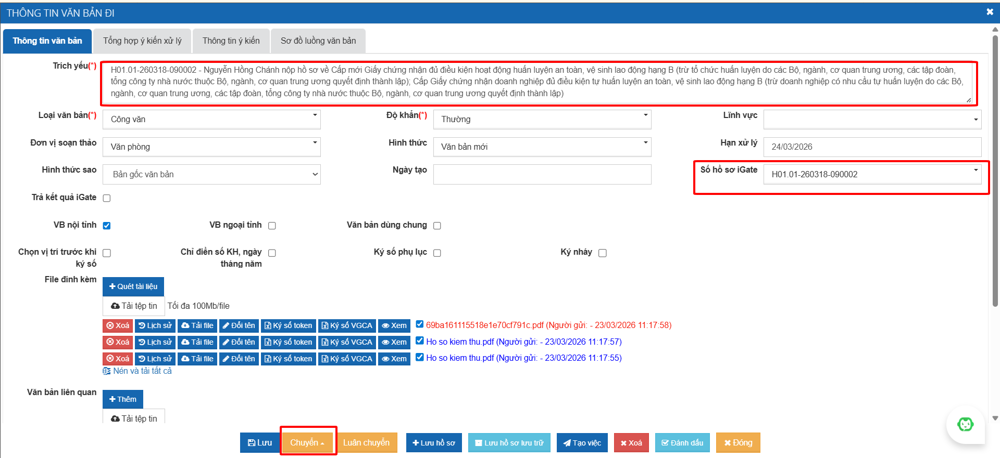 THÔNG TIN VĂN BẢN ĐI
Thông tin văn bản
Tổng hợp ý kiến xử lý
Thông tin ý kiến
Sơ đồ luồng văn bản
Trích yếu(*)
H01.01-260318-090002 - Nguyễn Hồng Chánh nộp hồ sơ về Cấp mới Giấy chứng nhận đủ điều kiện hoạt động huấn luyện an toàn, vệ sinh lao động hạng B (trừ tổ chức huấn luyện do các Bộ, ngành, cơ quan trung ương, các tập đoàn,
tổng công ty nhà nước thuộc Bộ, ngành, cơ quan trung ương quyết định thành lập); Cấp Giấy chứng nhận doanh nghiệp đủ điều kiện tự huấn luyện an toàn, vệ sinh lao động hạng B (trừ doanh nghiệp có nhu cầu tự huấn luyện do các Bộ,
ngành, cơ quan trung ương, các tập đoàn, tổng công ty nhà nước thuộc Bộ, ngành, cơ quan trung ương quyết định thành lập)
Loại văn bản(*)
Công văn
Độ khẩn(*)
Thường
Lĩnh vực
Đơn vị soạn thảo
Văn phòng
Hình thức
Văn bản mới
Hạn xử lý
24/03/2026
Hình thức sao
Bản gốc văn bản
Ngày tạo
Số hồ sơ iGate
H01.01-260318-090002
Trả kết quả iGate
VB nội tỉnh
VB ngoại tỉnh
Văn bản dùng chung
Chọn vị trí trước khi
ký số
Chỉ điền số KH, ngày
tháng năm
Ký số phụ lục
Ký nháy
File đính kèm
Quét tài liệu
Tải tệp tin Tối đa 100Mb/file
Xoá Lịch sử Tải file Đổi tên Ký số token Ký số VGCA Xem 69ba161115518e1e70cf791c.pdf (Người gửi: - 23/03/2026 11:17:58)
Xoá Lịch sử Tải file Đổi tên Ký số token Ký số VGCA Xem Ho so kiem thu.pdf (Người gửi: - 23/03/2026 11:17:57)
Xoá Lịch sử Tải file Đổi tên Ký số token Ký số VGCA Xem Ho so kiem thu.pdf (Người gửi: - 23/03/2026 11:17:55)
Nén và tải tất cả
Văn bản liên quan
Thêm
Tải tệp tin
Lưu
Chuyển
Luân chuyển
Lưu hồ sơ
Lưu hồ sơ lưu trữ
Tạo việc
Xoá
Đánh dấu
Đóng